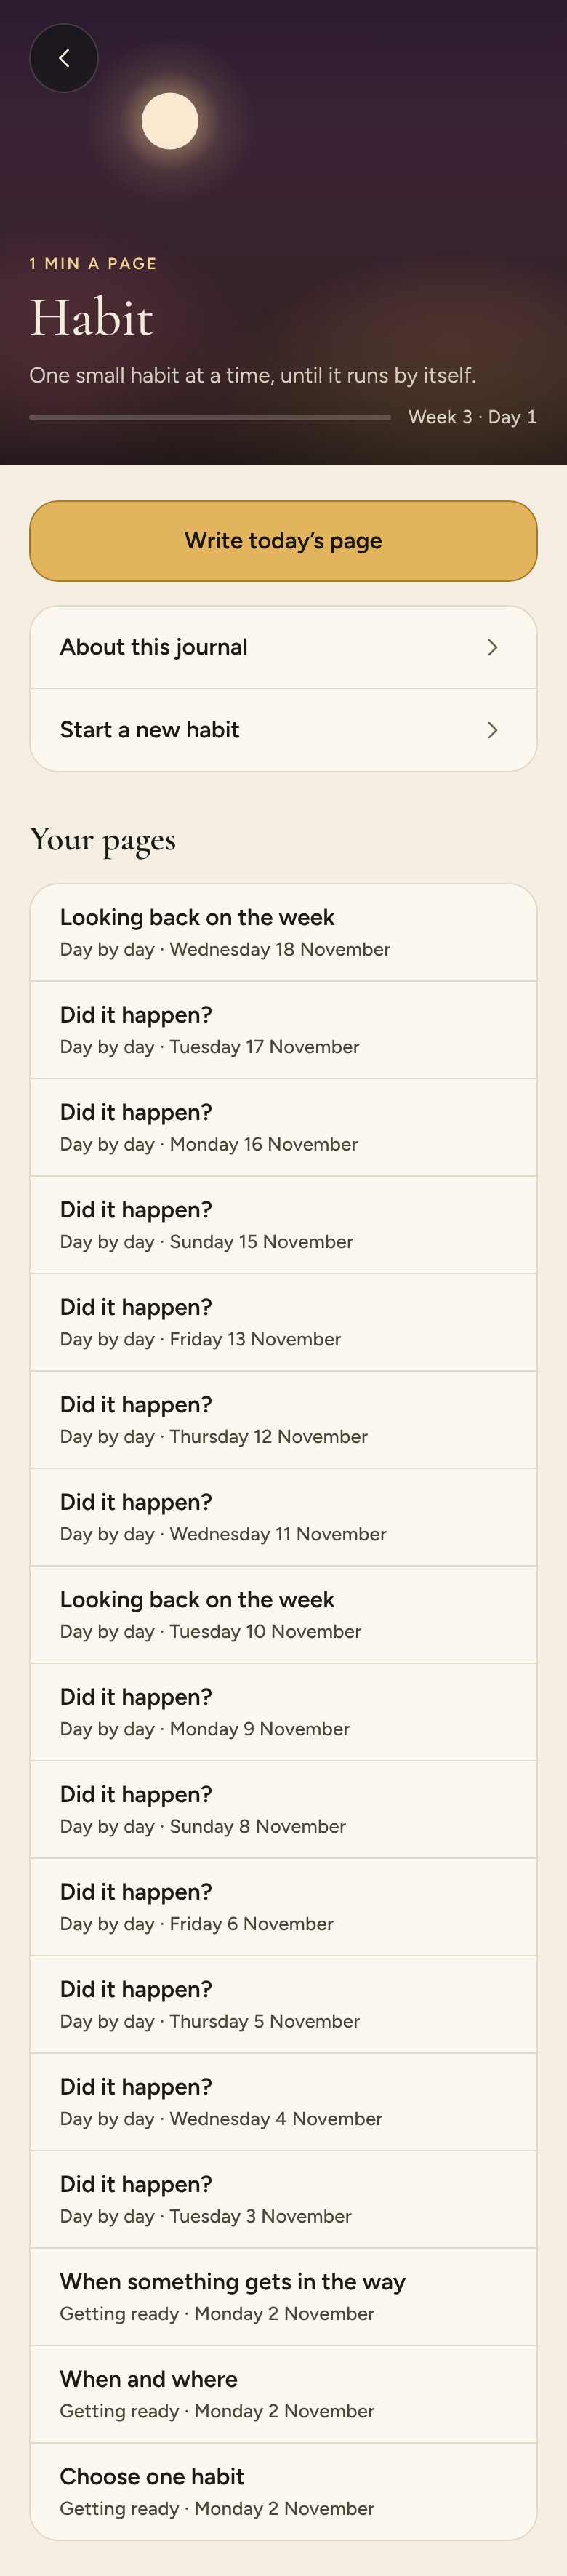 1 MIN A PAGE
Habit
One small habit at a time, until it runs by itself.
Week 3 · Day 1
Write today’s page
About this journal
Start a new habit
Your pages
Looking back on the week
Day by day · Wednesday 18 November
Did it happen?
Day by day · Tuesday 17 November
Did it happen?
Day by day · Monday 16 November
Did it happen?
Day by day · Sunday 15 November
Did it happen?
Day by day · Friday 13 November
Did it happen?
Day by day · Thursday 12 November
Did it happen?
Day by day · Wednesday 11 November
Looking back on the week
Day by day · Tuesday 10 November
Did it happen?
Day by day · Monday 9 November
Did it happen?
Day by day · Sunday 8 November
Did it happen?
Day by day · Friday 6 November
Did it happen?
Day by day · Thursday 5 November
Did it happen?
Day by day · Wednesday 4 November
Did it happen?
Day by day · Tuesday 3 November
When something gets in the way
Getting ready · Monday 2 November
When and where
Getting ready · Monday 2 November
Choose one habit
Getting ready · Monday 2 November